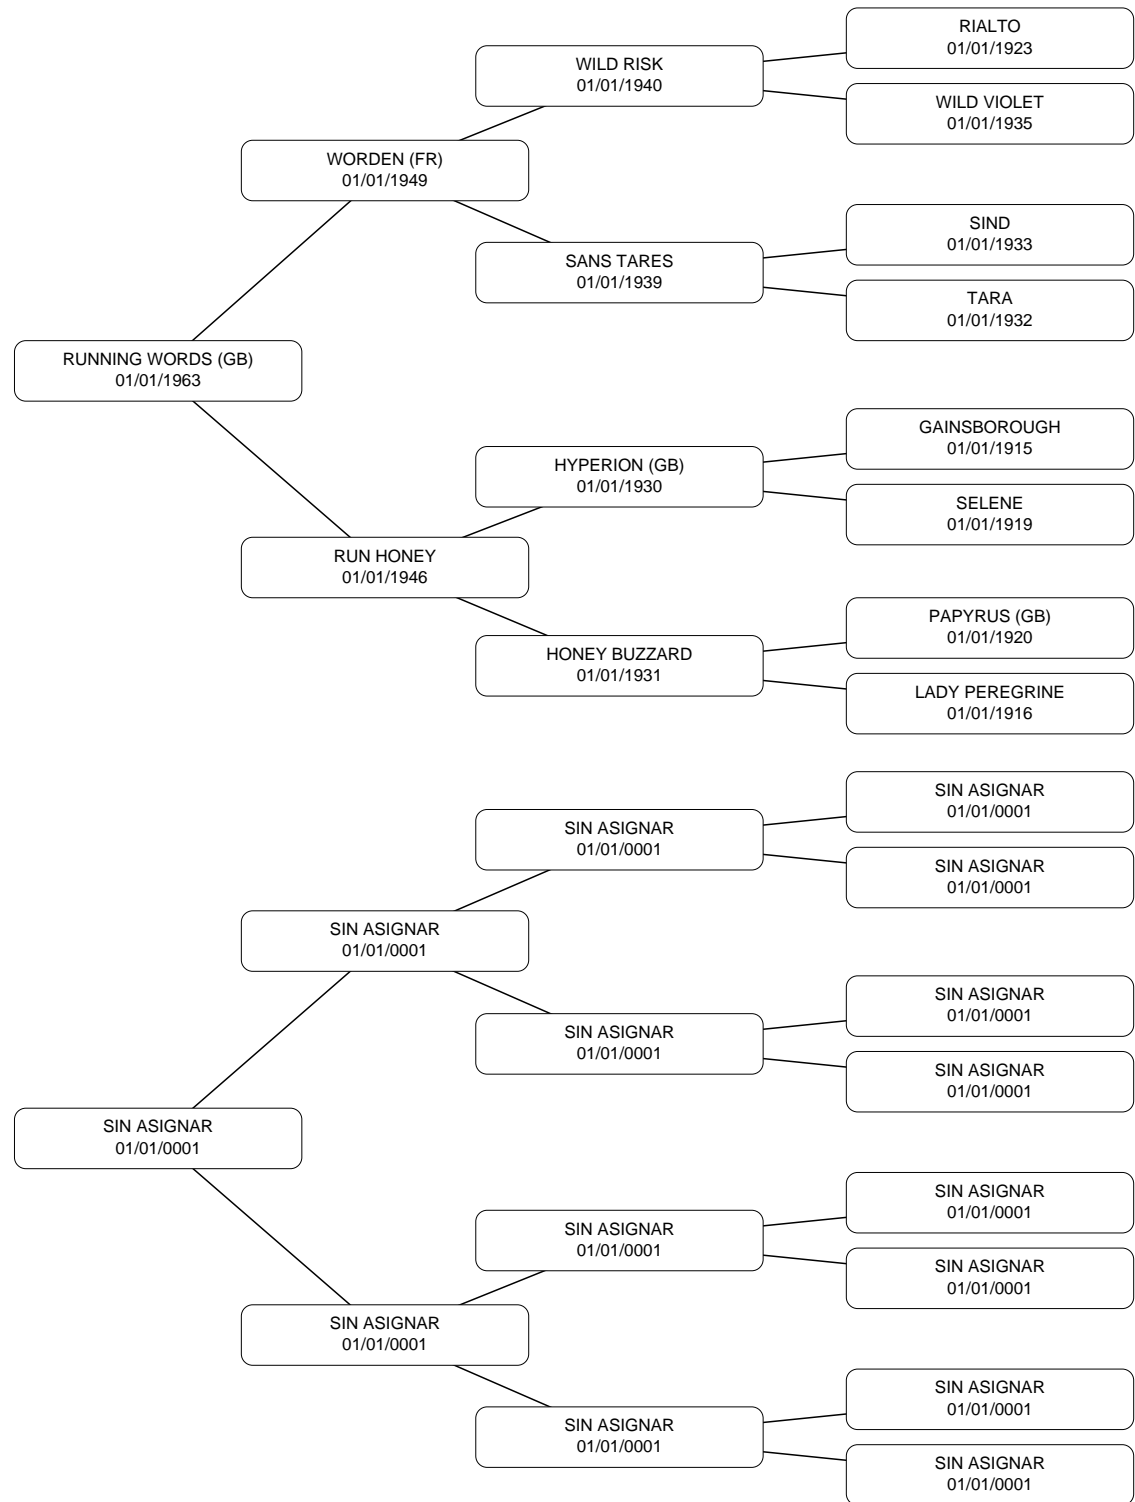 RIALTO
01/01/1923
WILD RISK
01/01/1940
WILD VIOLET
01/01/1935
WORDEN (FR)
01/01/1949
SIND
01/01/1933
SANS TARES
01/01/1939
TARA
01/01/1932
RUNNING WORDS (GB)
01/01/1963
GAINSBOROUGH
01/01/1915
HYPERION (GB)
01/01/1930
SELENE
01/01/1919
RUN HONEY
01/01/1946
PAPYRUS (GB)
01/01/1920
HONEY BUZZARD
01/01/1931
LADY PEREGRINE
01/01/1916
SIN ASIGNAR
01/01/0001
SIN ASIGNAR
01/01/0001
SIN ASIGNAR
01/01/0001
SIN ASIGNAR
01/01/0001
SIN ASIGNAR
01/01/0001
SIN ASIGNAR
01/01/0001
SIN ASIGNAR
01/01/0001
SIN ASIGNAR
01/01/0001
SIN ASIGNAR
01/01/0001
SIN ASIGNAR
01/01/0001
SIN ASIGNAR
01/01/0001
SIN ASIGNAR
01/01/0001
SIN ASIGNAR
01/01/0001
SIN ASIGNAR
01/01/0001
SIN ASIGNAR
01/01/0001